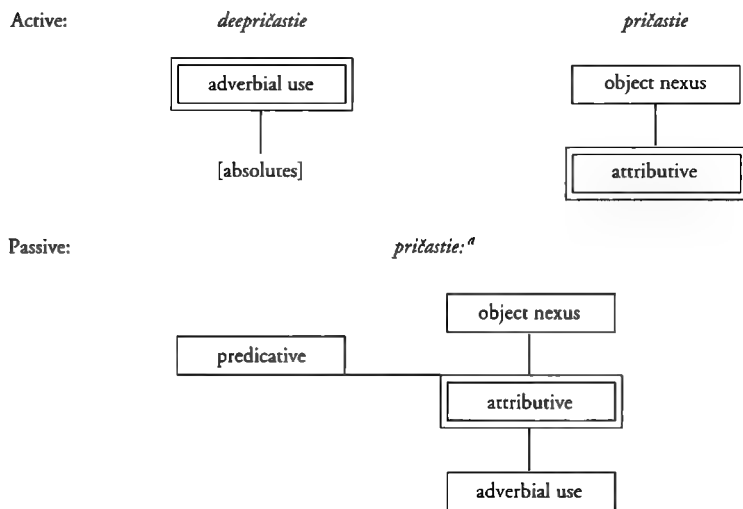 Active: deepričastie pričastie
adverbial use
object nexus
[absolutes]
attributive
Passive: pričastie: a
object nexus
predicative
attributive
adverbial use